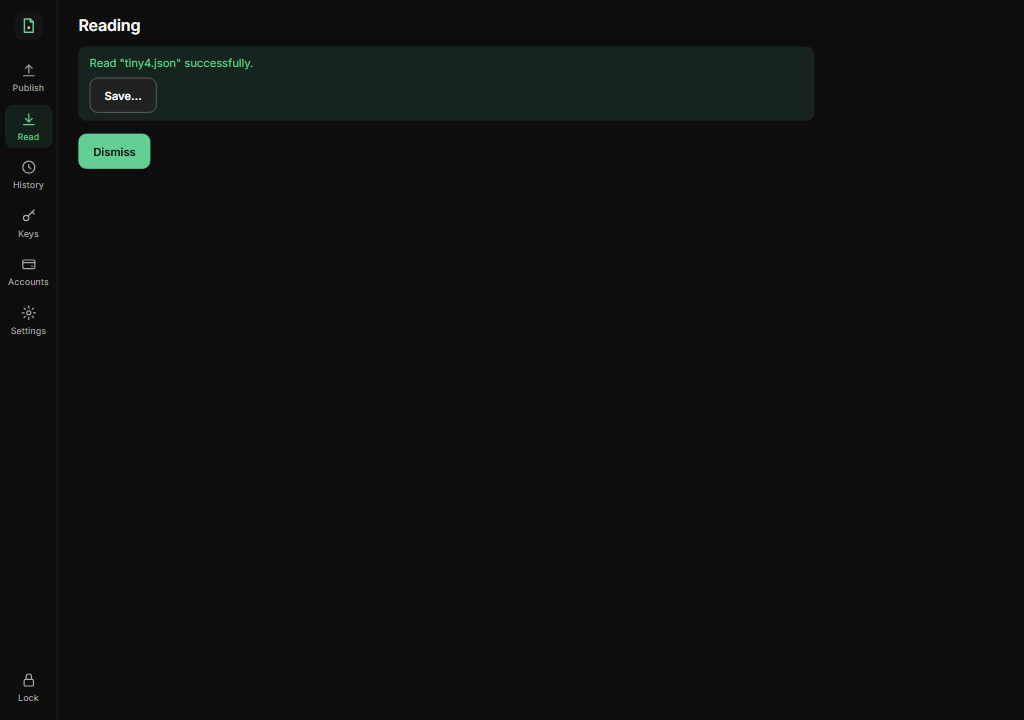 Reading
Read "tiny4.json" successfully.
Save...
Dismiss
Publish
Read
History
Keys
Accounts
Settings
Lock